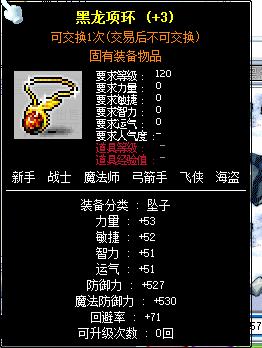 黑龙项环 (+3)
可交换1次(交易后不可交换)
固有装备物品
要求等级 : 120
要求力量 : 0
要求敏捷 : 0
要求智力 : 0
要求运气 : 0
要求人气度 : -
道具等级 : -
道具经验值 : -
新手 战士 魔法师 弓箭手 飞侠 海盗
装备分类 : 坠子
力量 : +53
敏捷 : +52
智力 : +51
运气 : +51
防御力 : +527
魔法防御力 : +530
回避率 : +71
可升级次数 : 0回
57